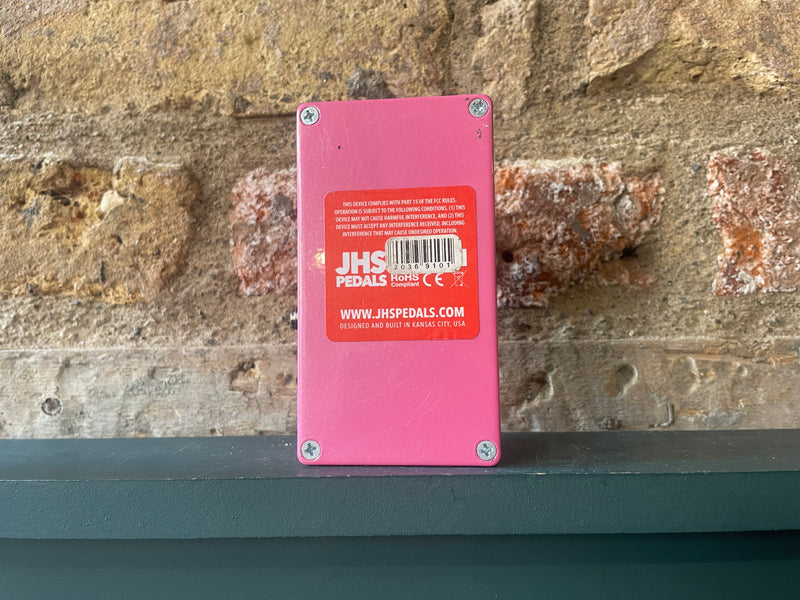 THIS DEVICE COMPLIES WITH PART 15 OF THE FCC RULES.
OPERATION IS SUBJECT TO THE FOLLOWING CONDITIONS. (1) THIS
DEVICE MAY NOT CAUSE HARMFUL INTERFERENCE, AND (2) THIS
DEVICE MUST ACCEPT ANY INTERFERENCE RECEIVED, INCLUDING
INTERFERENCE THAT MAY CAUSE UNDESIRED OPERATION.
JHS
PEDALS
20369101
RoHS
Compliant
CE
WWW.JHSPEDALS.COM
DESIGNED AND BUILT IN KANSAS CITY, USA